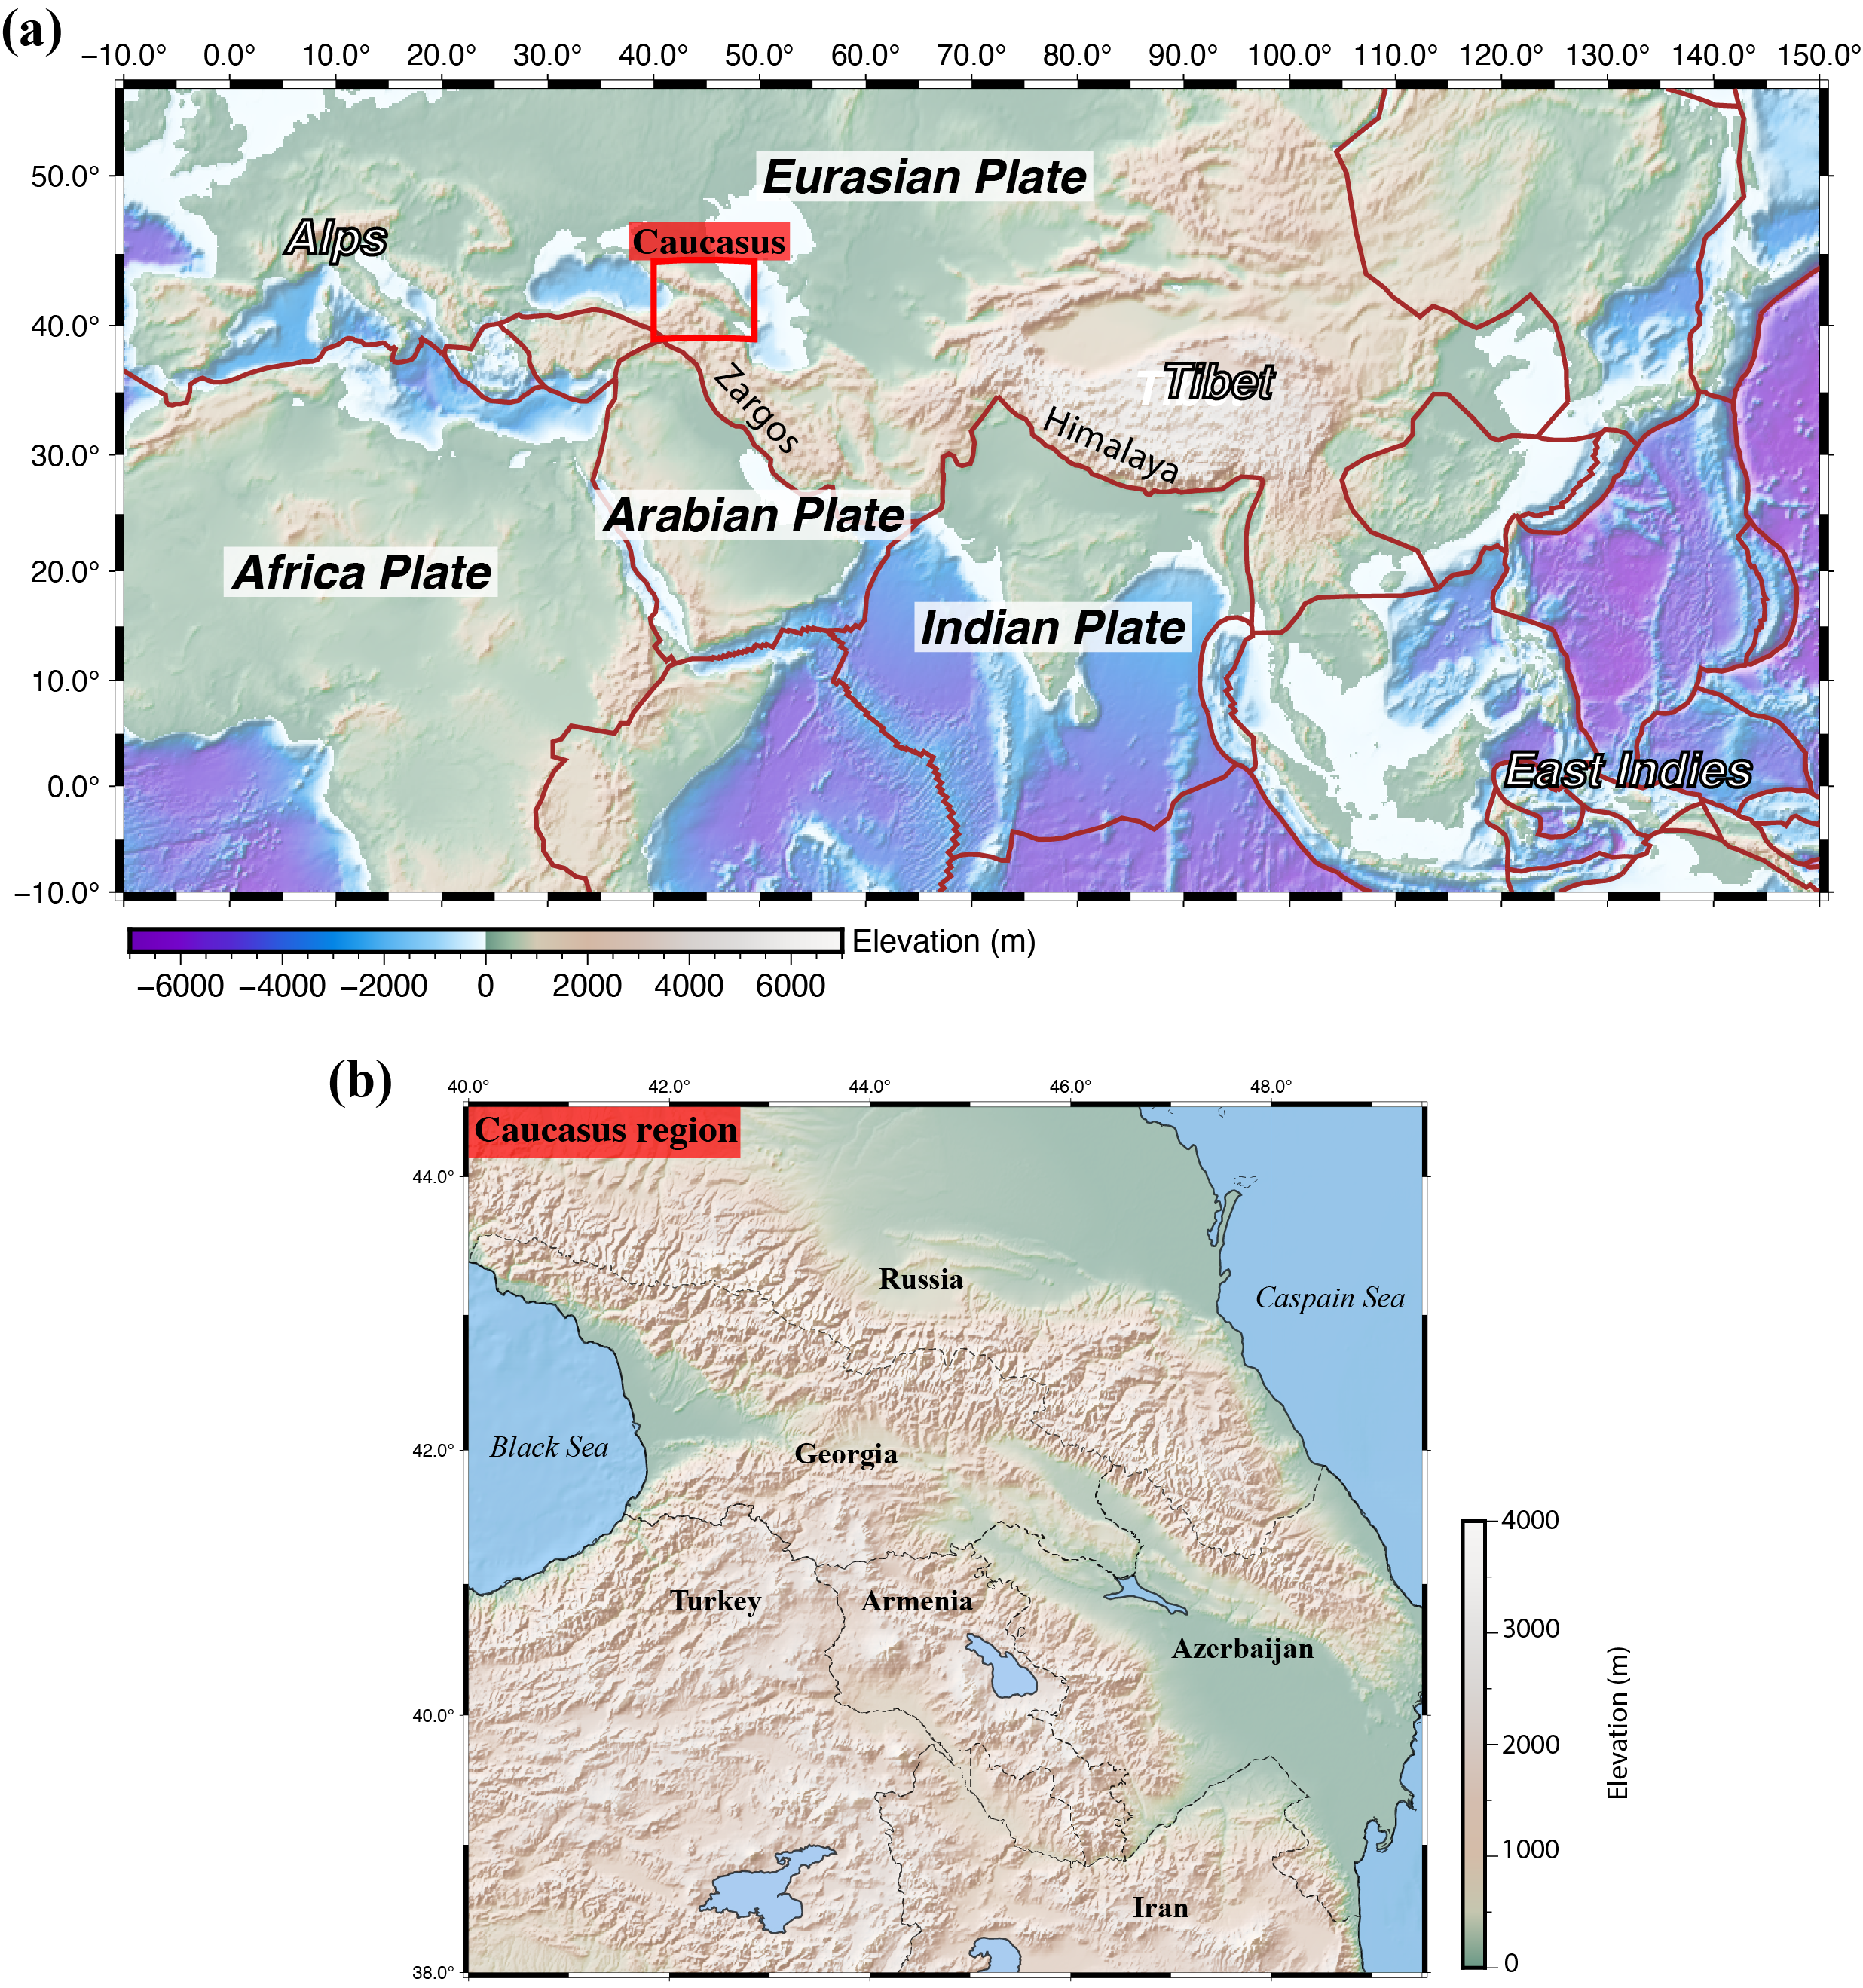 (a)
−10.0° 0.0° 10.0° 20.0° 30.0° 40.0° 50.0° 60.0° 70.0° 80.0° 90.0° 100.0° 110.0° 120.0° 130.0° 140.0° 150.0°
50.0°
Eurasian Plate
Alps
Caucasus
40.0°
Tibet
Zargos
Himalaya
30.0°
Arabian Plate
20.0°
Africa Plate
Indian Plate
10.0°
East Indies
0.0°
−10.0°
Elevation (m)
−6000 −4000 −2000 0 2000 4000 6000
(b)
40.0° 42.0° 44.0° 46.0° 48.0°
Caucasus region
44.0°
Russia
Caspain Sea
42.0°
Black Sea
Georgia
4000
Turkey
Armenia
3000
Azerbaijan
40.0°
2000
Elevation (m)
1000
Iran
0
38.0°